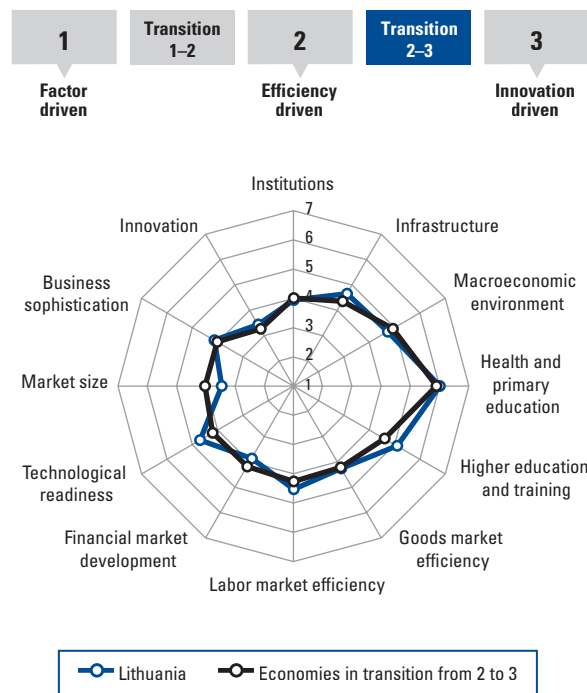 1
Transition
1–2
2
Transition
2–3
3
Factor
driven
Efficiency
driven
Innovation
driven
Institutions
7
Innovation
Infrastructure
6
5
Business
sophistication
Macroeconomic
environment
4
3
2
Market size
1
Health and
primary
education
Technological
readiness
Higher education
and training
Financial market
development
Goods market
efficiency
Labor market efficiency
Lithuania
Economies in transition from 2 to 3